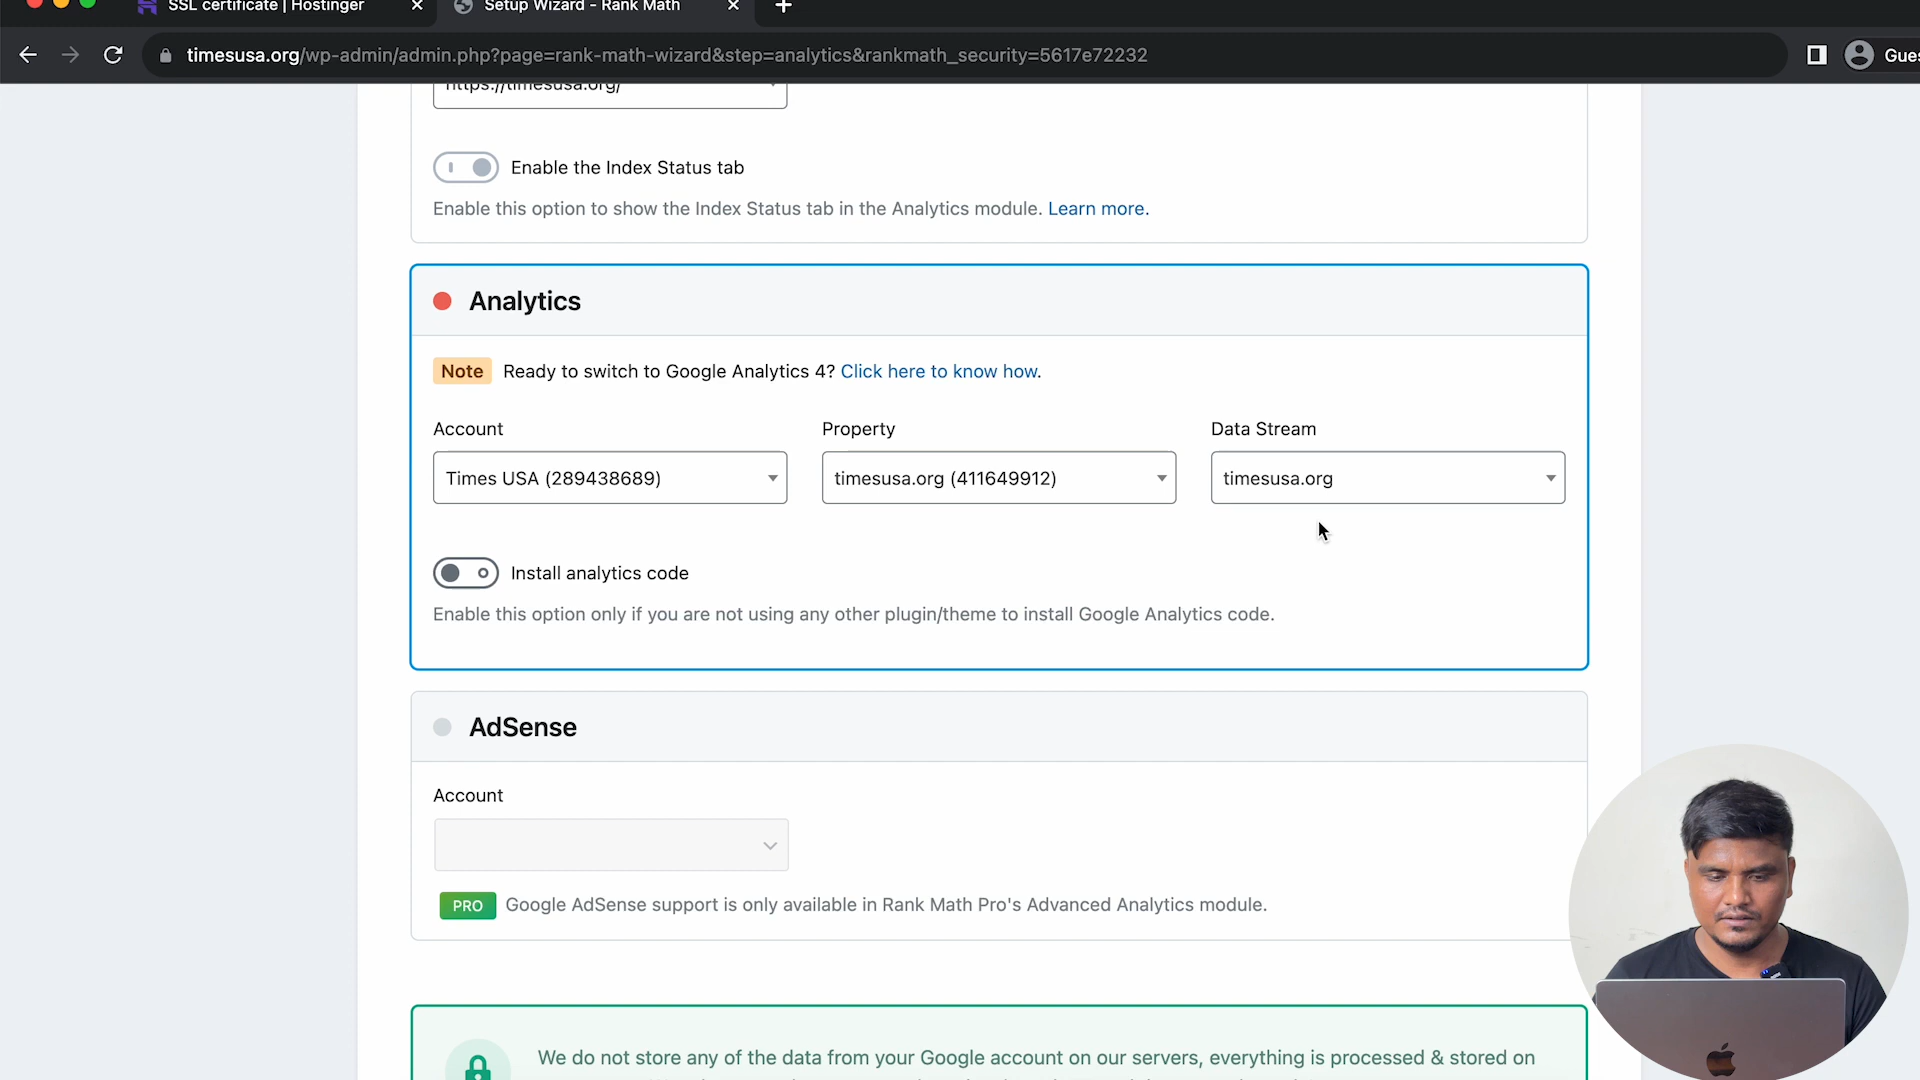 SSL certificate | Hostinger
Setup Wizard - Rank Math
timesusa.org/wp-admin/admin.php?page=rank-math-wizard&step=analytics&rankmath_security=5617e72232
https://timesusa.org/
Enable the Index Status tab
Enable this option to show the Index Status tab in the Analytics module. Learn more.
Analytics
Note Ready to switch to Google Analytics 4? Click here to know how.
Account Property Data Stream
Times USA (289438689) timesusa.org (411649912) timesusa.org
Install analytics code
Enable this option only if you are not using any other plugin/theme to install Google Analytics code.
AdSense
Account
PRO Google AdSense support is only available in Rank Math Pro's Advanced Analytics module.
We do not store any of the data from your Google account on our servers, everything is processed & stored on